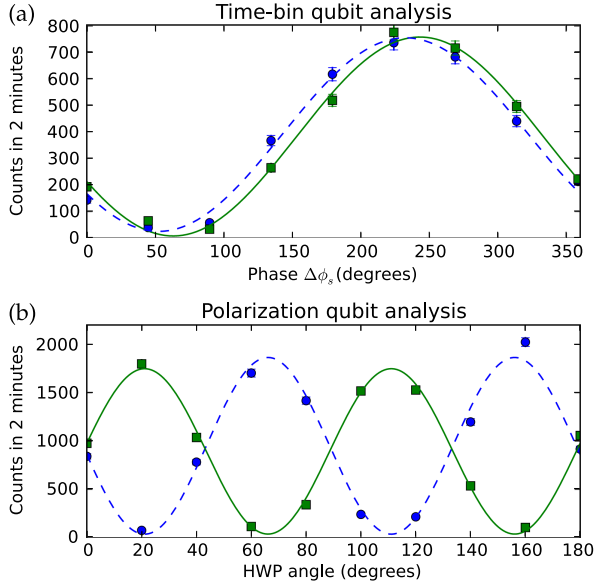 (a)
Time-bin qubit analysis
Counts in 2 minutes
800
700
600
500
400
300
200
100
0
0 50 100 150 200 250 300 350
Phase Δϕₛ (degrees)
(b)
Polarization qubit analysis
Counts in 2 minutes
2000
1500
1000
500
0
0 20 40 60 80 100 120 140 160 180
HWP angle (degrees)